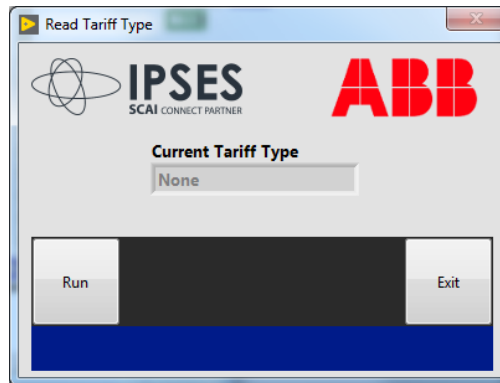 Read Tariff Type
IPSES
SCAI CONNECT PARTNER
ABB
Current Tariff Type
None
Run
Exit